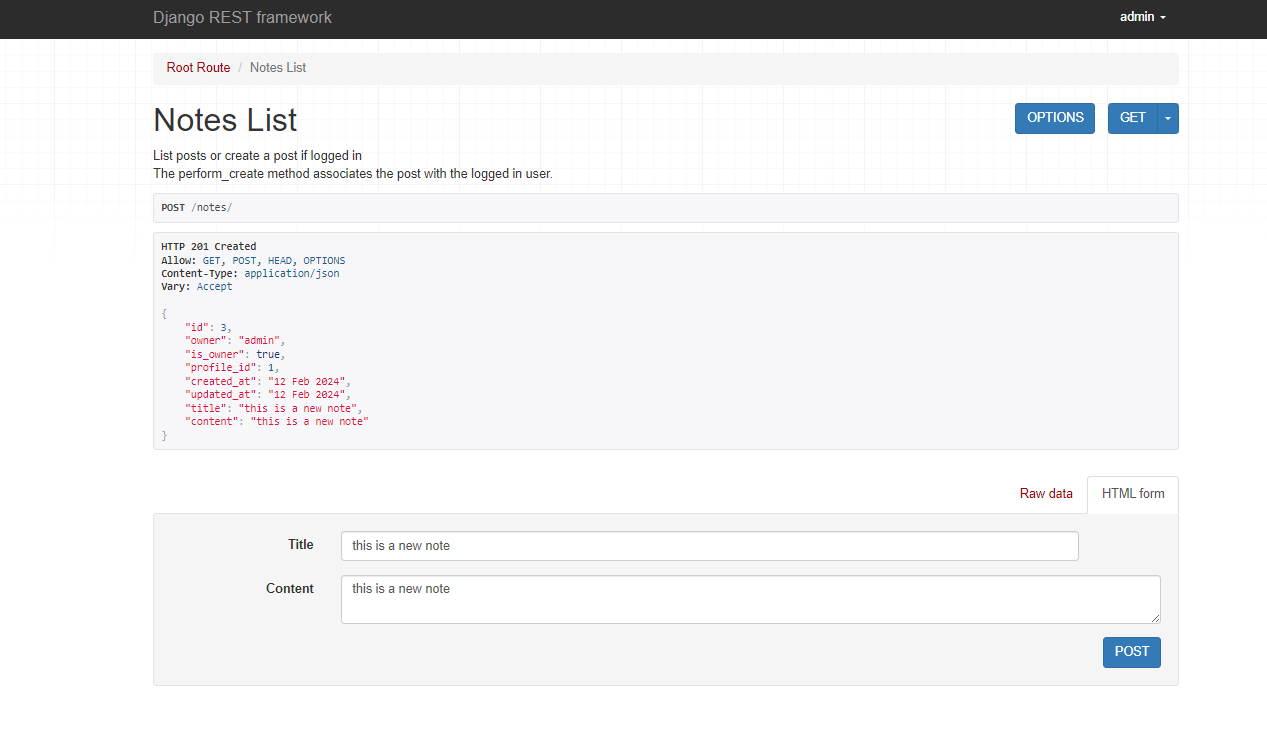 Django REST framework
admin
Root Route / Notes List
Notes List
OPTIONS
GET
List posts or create a post if logged in
The perform_create method associates the post with the logged in user.
POST /notes/
HTTP 201 Created
Allow: GET, POST, HEAD, OPTIONS
Content-Type: application/json
Vary: Accept
{
    "id": 3,
    "owner": "admin",
    "is_owner": true,
    "profile_id": 1,
    "created_at": "12 Feb 2024",
    "updated_at": "12 Feb 2024",
    "title": "this is a new note",
    "content": "this is a new note"
}
Raw data
HTML form
Title
this is a new note
Content
this is a new note
POST